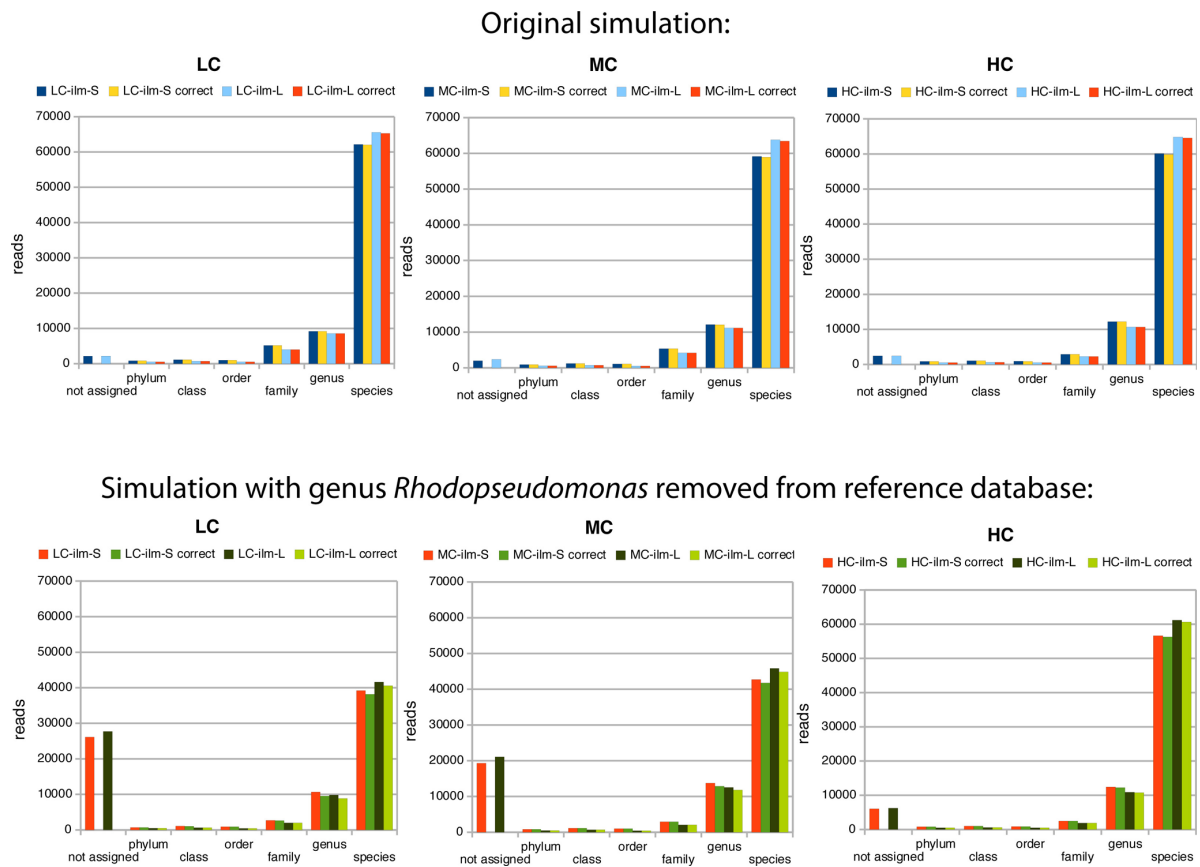 Original simulation:
LC
LC-ilm-S LC-ilm-S correct LC-ilm-L LC-ilm-L correct
70000
60000
50000
40000
30000
20000
10000
0
reads
not assigned phylum class order family genus species
MC
MC-ilm-S MC-ilm-S correct MC-ilm-L MC-ilm-L correct
70000
60000
50000
40000
30000
20000
10000
0
reads
not assigned phylum class order family genus species
HC
HC-ilm-S HC-ilm-S correct HC-ilm-L HC-ilm-L correct
70000
60000
50000
40000
30000
20000
10000
0
reads
not assigned phylum class order family genus species
Simulation with genus Rhodopseudomonas removed from reference database:
LC
LC-ilm-S LC-ilm-S correct LC-ilm-L LC-ilm-L correct
70000
60000
50000
40000
30000
20000
10000
0
reads
not assigned phylum class order family genus species
MC
MC-ilm-S MC-ilm-S correct MC-ilm-L MC-ilm-L correct
70000
60000
50000
40000
30000
20000
10000
0
reads
not assigned phylum class order family genus species
HC
HC-ilm-S HC-ilm-S correct HC-ilm-L HC-ilm-L correct
70000
60000
50000
40000
30000
20000
10000
0
reads
not assigned phylum class order family genus species